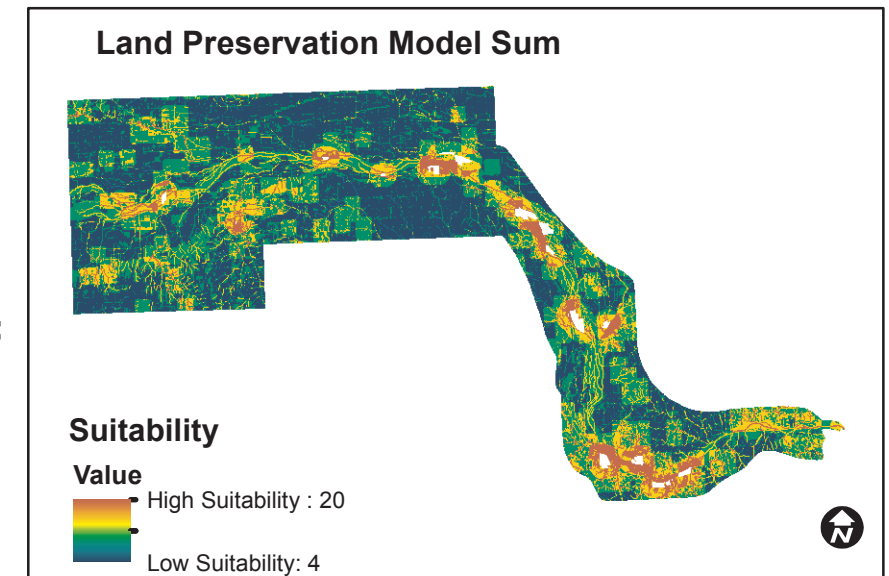 Land Preservation Model Sum
Suitability
Value
High Suitability : 20
Low Suitability: 4
N